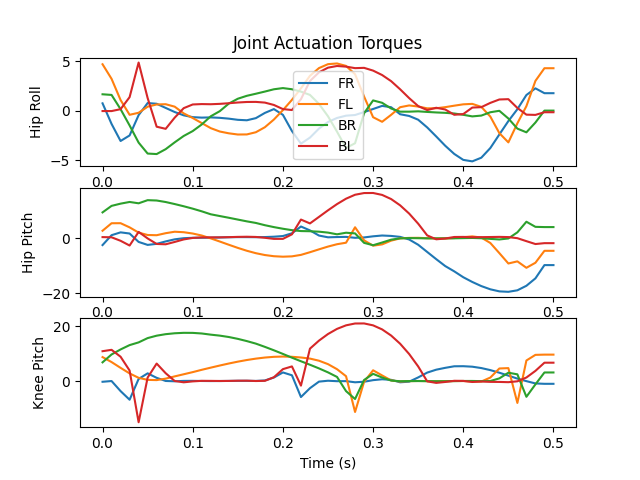 Joint Actuation Torques
Hip Roll
5
0
−5
FR
FL
BR
BL
0.0 0.1 0.2 0.3 0.4 0.5
Hip Pitch
0
−20
0.0 0.1 0.2 0.3 0.4 0.5
Knee Pitch
20
0
0.0 0.1 0.2 0.3 0.4 0.5
Time (s)